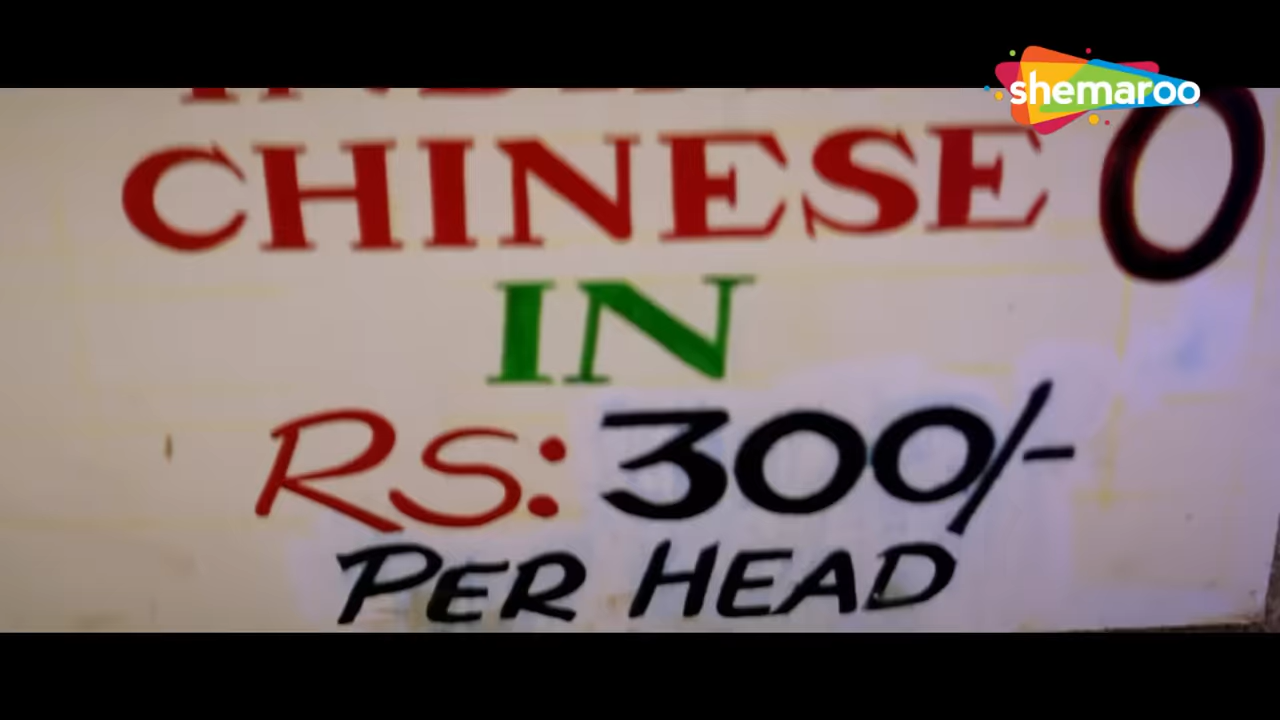 shemaroo
CHINESE O
IN
RS: 300/-
PER HEAD